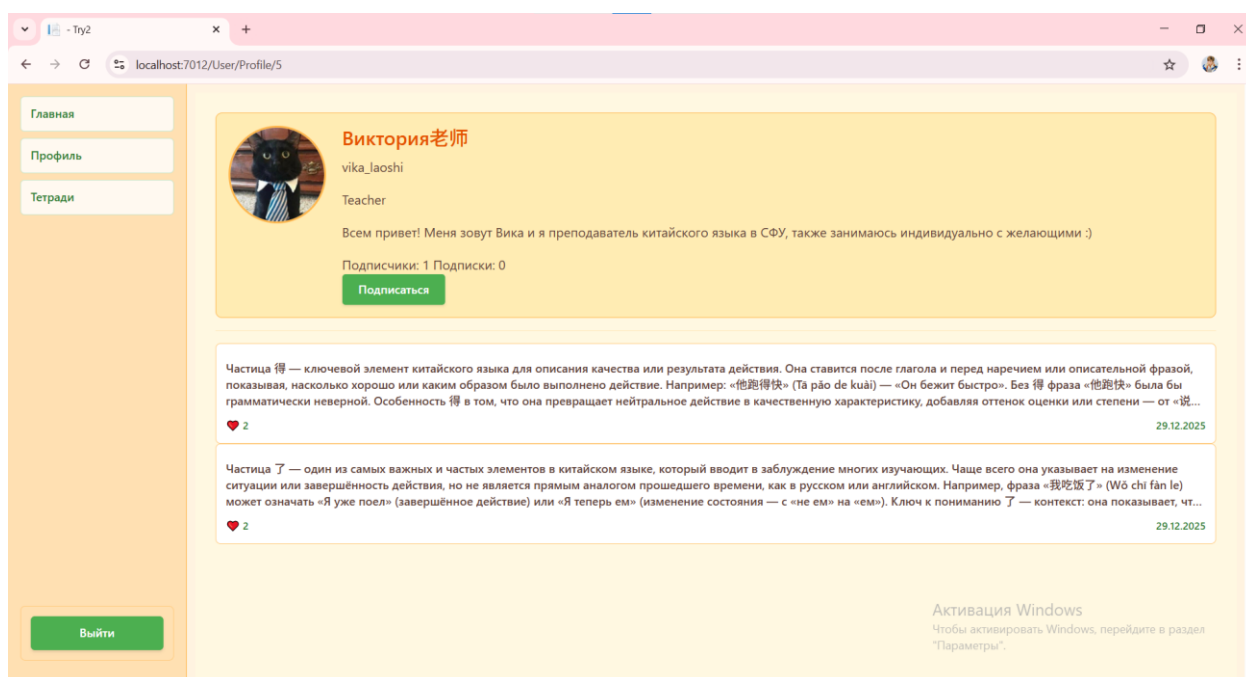 - Try2
localhost:7012/User/Profile/5
Главная
Профиль
Тетради
Виктория老师
vika_laoshi
Teacher
Всем привет! Меня зовут Вика и я преподаватель китайского языка в СФУ, также занимаюсь индивидуально с желающими :)
Подписчики: 1 Подписки: 0
Подписаться
Частица 得 — ключевой элемент китайского языка для описания качества или результата действия. Она ставится после глагола и перед наречием или описательной фразой,
показывая, насколько хорошо или каким образом было выполнено действие. Например: «他跑得快» (Tā pǎo de kuài) — «Он бежит быстро». Без 得 фраза «他跑快» была бы
грамматически неверной. Особенность 得 в том, что она превращает нейтральное действие в качественную характеристику, добавляя оттенок оценки или степени — от «说...
2
29.12.2025
Частица 了 — один из самых важных и частых элементов в китайском языке, который вводит в заблуждение многих изучающих. Чаще всего она указывает на изменение
ситуации или завершённость действия, но не является прямым аналогом прошедшего времени, как в русском или английском. Например, фраза «我吃饭了» (Wǒ chī fàn le)
может означать «Я уже поел» (завершённое действие) или «Я теперь ем» (изменение состояния — с «не ем» на «ем»). Ключ к пониманию 了 — контекст: она показывает, чт...
2
29.12.2025
Выйти
Активация Windows
Чтобы активировать Windows, перейдите в раздел
"Параметры".